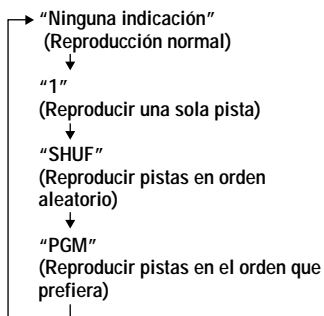 “Ninguna indicación”
(Reproducción normal)
“1”
(Reproducir una sola pista)
“SHUF”
(Reproducir pistas en orden
aleatorio)
“PGM”
(Reproducir pistas en el orden que
prefiera)